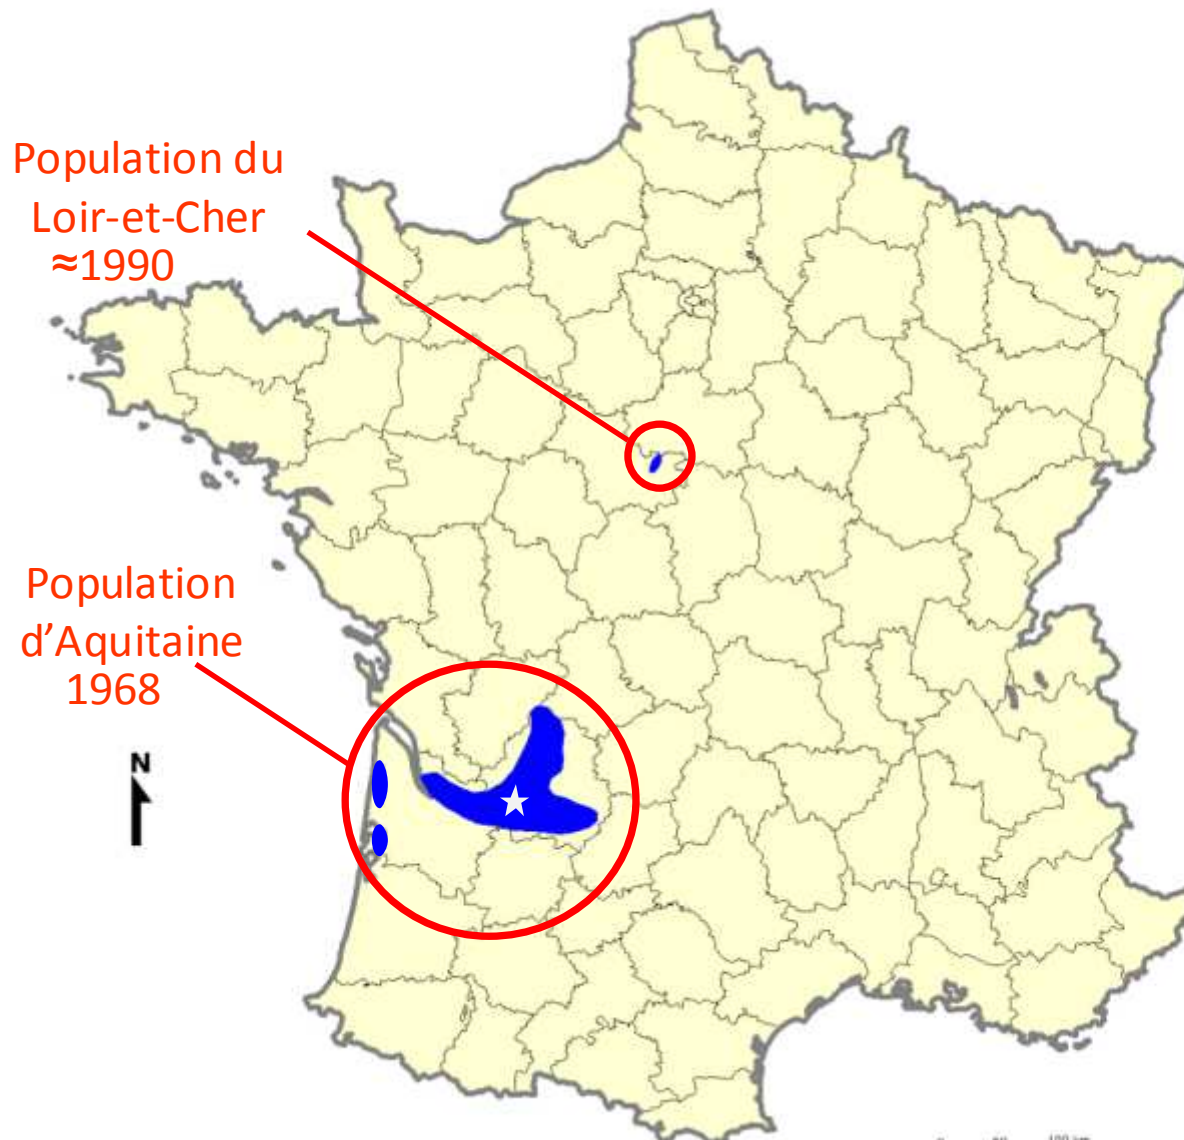 Population du
Loir-et-Cher
≈1990
Population
d’Aquitaine
1968
N